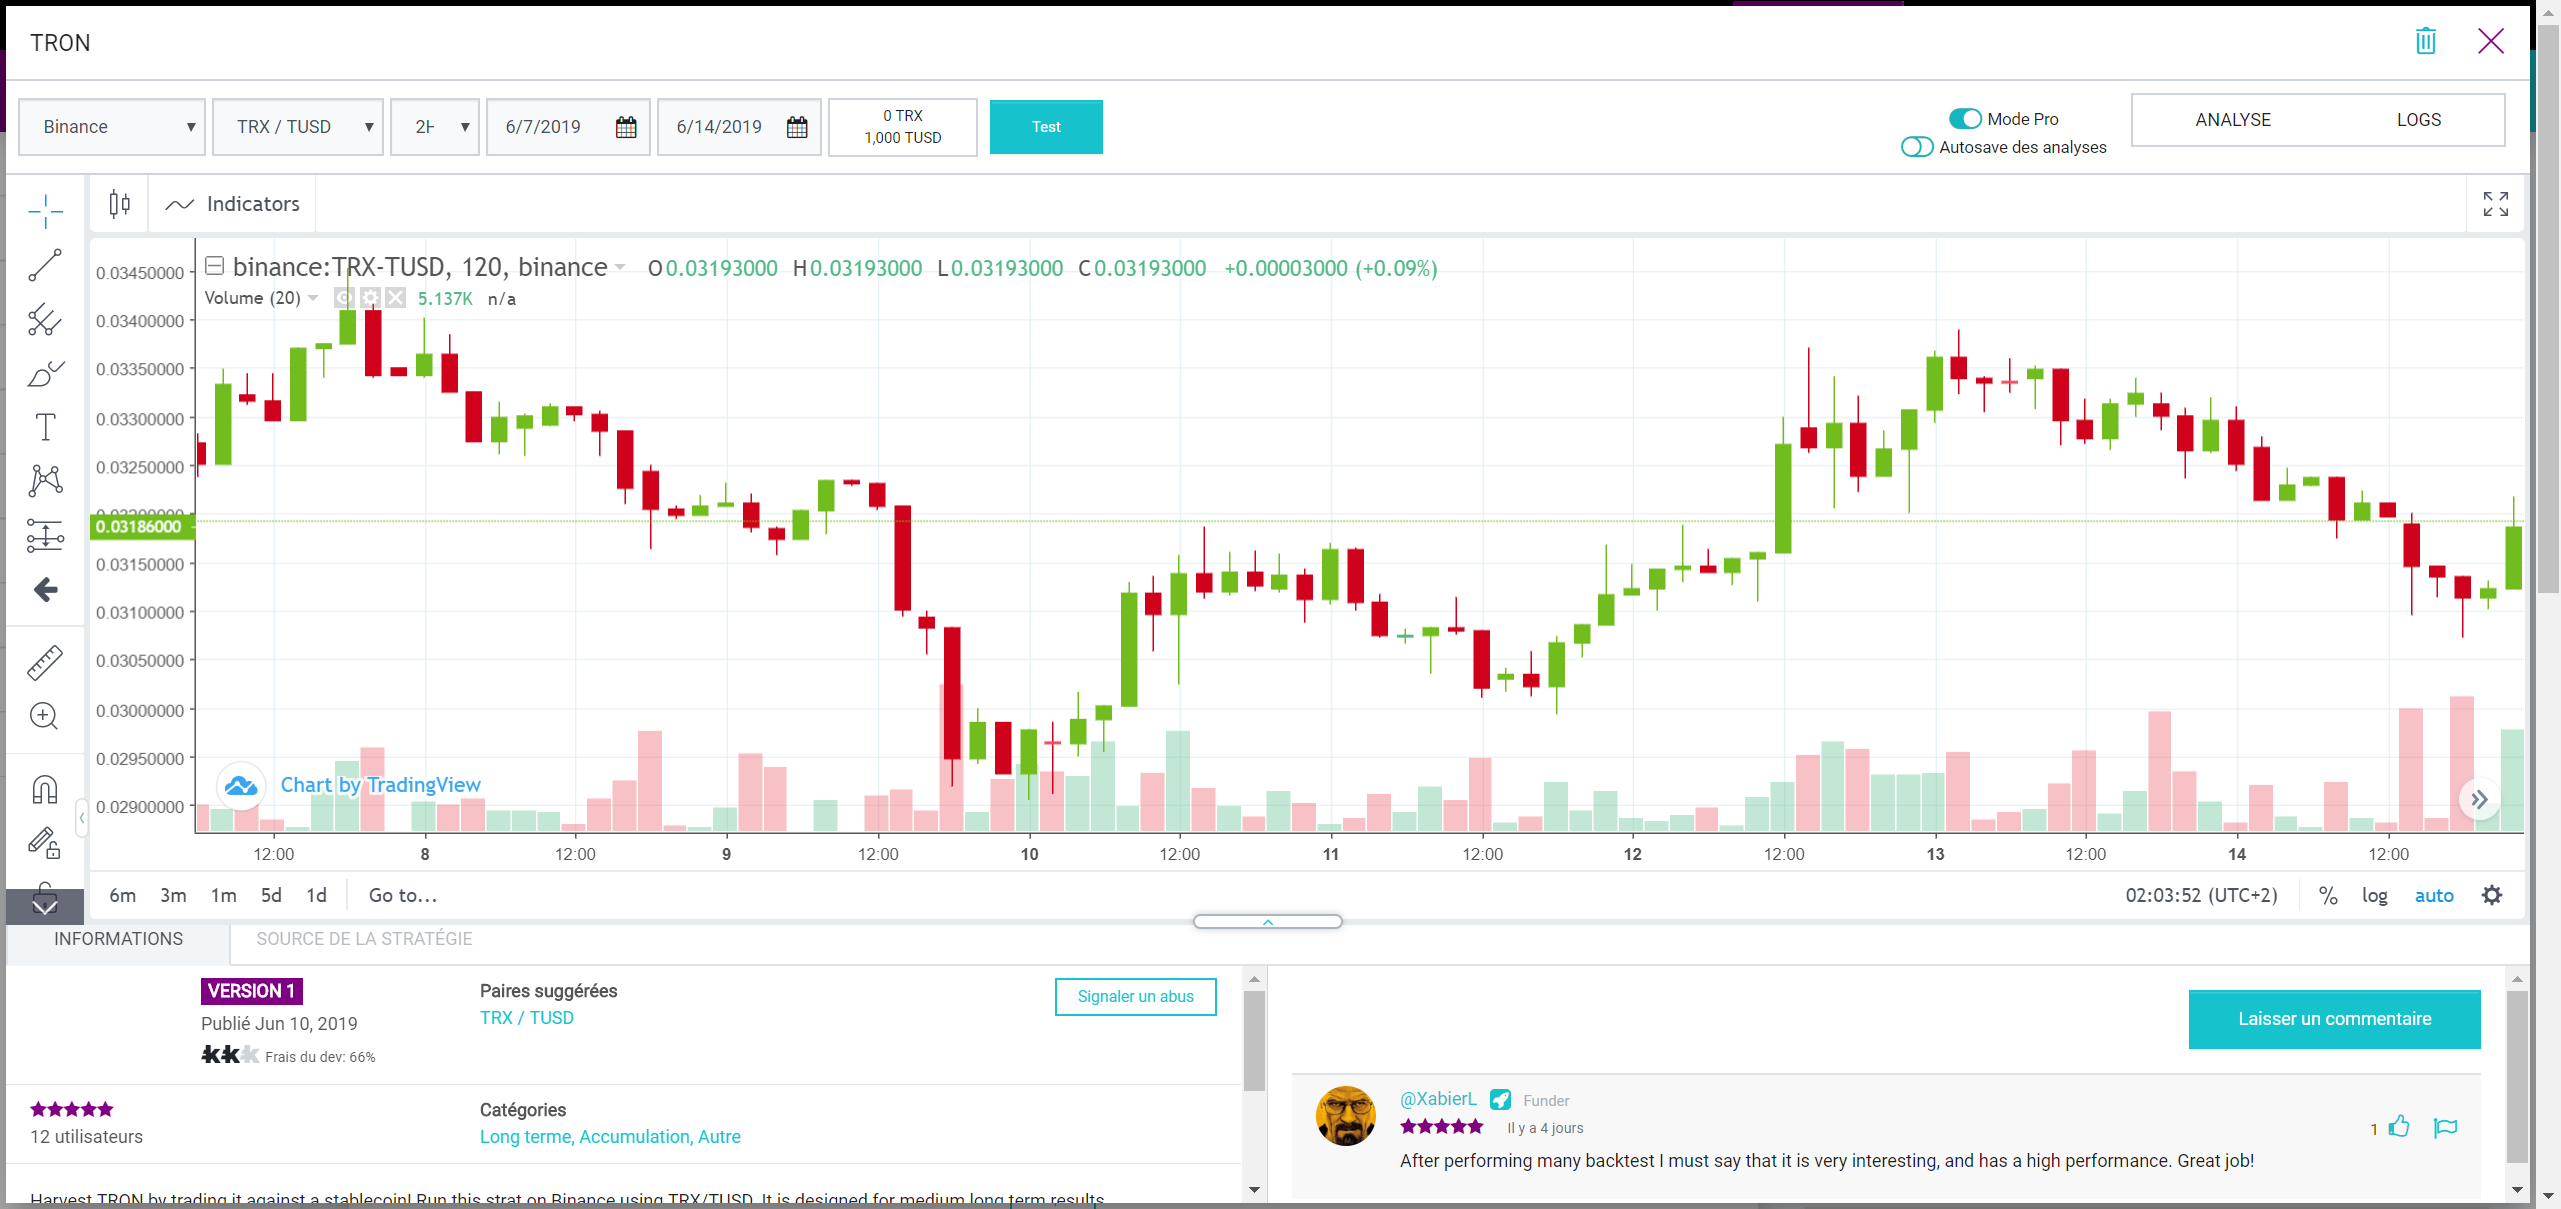 TRON
Binance
TRX / TUSD
6/7/2019
6/14/2019
0 TRX
1,000 TUSD
Test
Mode Pro
Autosave des analyses
ANALYSE
LOGS
Indicators
binance:TRX-TUSD, 120, binance O0.03193000 H0.03193000 L0.03193000 C0.03193000 +0.00003000 (+0.09%)
Volume (20) 5.137K n/a
0.03450000
0.03400000
0.03350000
0.03300000
0.03250000
0.03186000
0.03150000
0.03100000
0.03050000
0.03000000
0.02950000
0.02900000
Chart by TradingView
12:00 8 12:00 9 12:00 10 12:00 11 12:00 12 12:00 13 12:00 14 12:00
6m 3m 1m 5d 1d Go to...
02:03:52 (UTC+2) % log auto
INFORMATIONS
SOURCE DE LA STRATÉGIE
VERSION 1
Publié Jun 10, 2019
Frais du dev: 66%
Paires suggérées
TRX / TUSD
Signaler un abus
12 utilisateurs
Catégories
Long terme, Accumulation, Autre
Harvest TRON by trading it against a stablecoin! Run this strat on Binance using TRX/TUSD. It is designed for medium long term results
Laisser un commentaire
@XabierL Funder
Il y a 4 jours
1
After performing many backtest I must say that it is very interesting, and has a high performance. Great job!